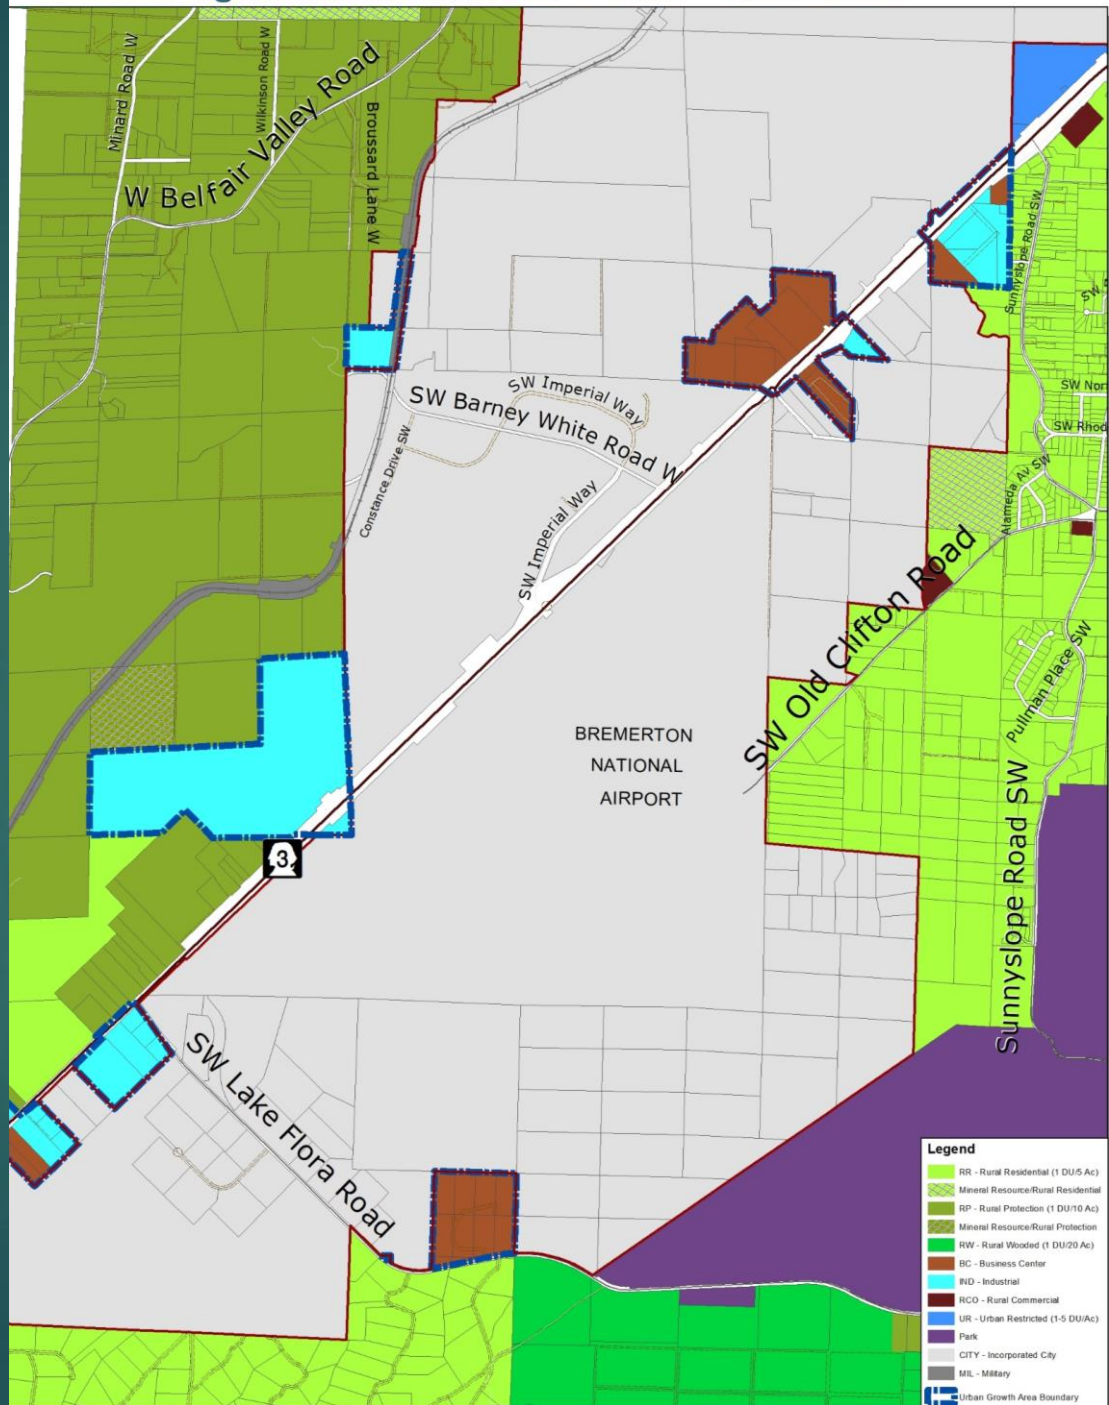 Minard Road W
Wilkinson Road W
W Belfair Valley Road
Broussard Lane W
Sunnyslope Road SW
SW Imperial Way
SW Barney White Road W
Constance Drive SW
SW Imperial Way
SW Nor
SW Rhod
Alameda Av SW
SW Old Clifton Road
Pullman Place SW
BREMERTON
NATIONAL
AIRPORT
Sunnyslope Road SW
3
SW Lake Flora Road
Legend
RR - Rural Residential (1 DU/5 Ac)
Mineral Resource/Rural Residential
RP - Rural Protection (1 DU/10 Ac)
Mineral Resource/Rural Protection
RW - Rural Wooded (1 DU/20 Ac)
BC - Business Center
IND - Industrial
RCO - Rural Commercial
UR - Urban Restricted (1-5 DU/Ac)
Park
CITY - Incorporated City
MIL - Military
Urban Growth Area Boundary